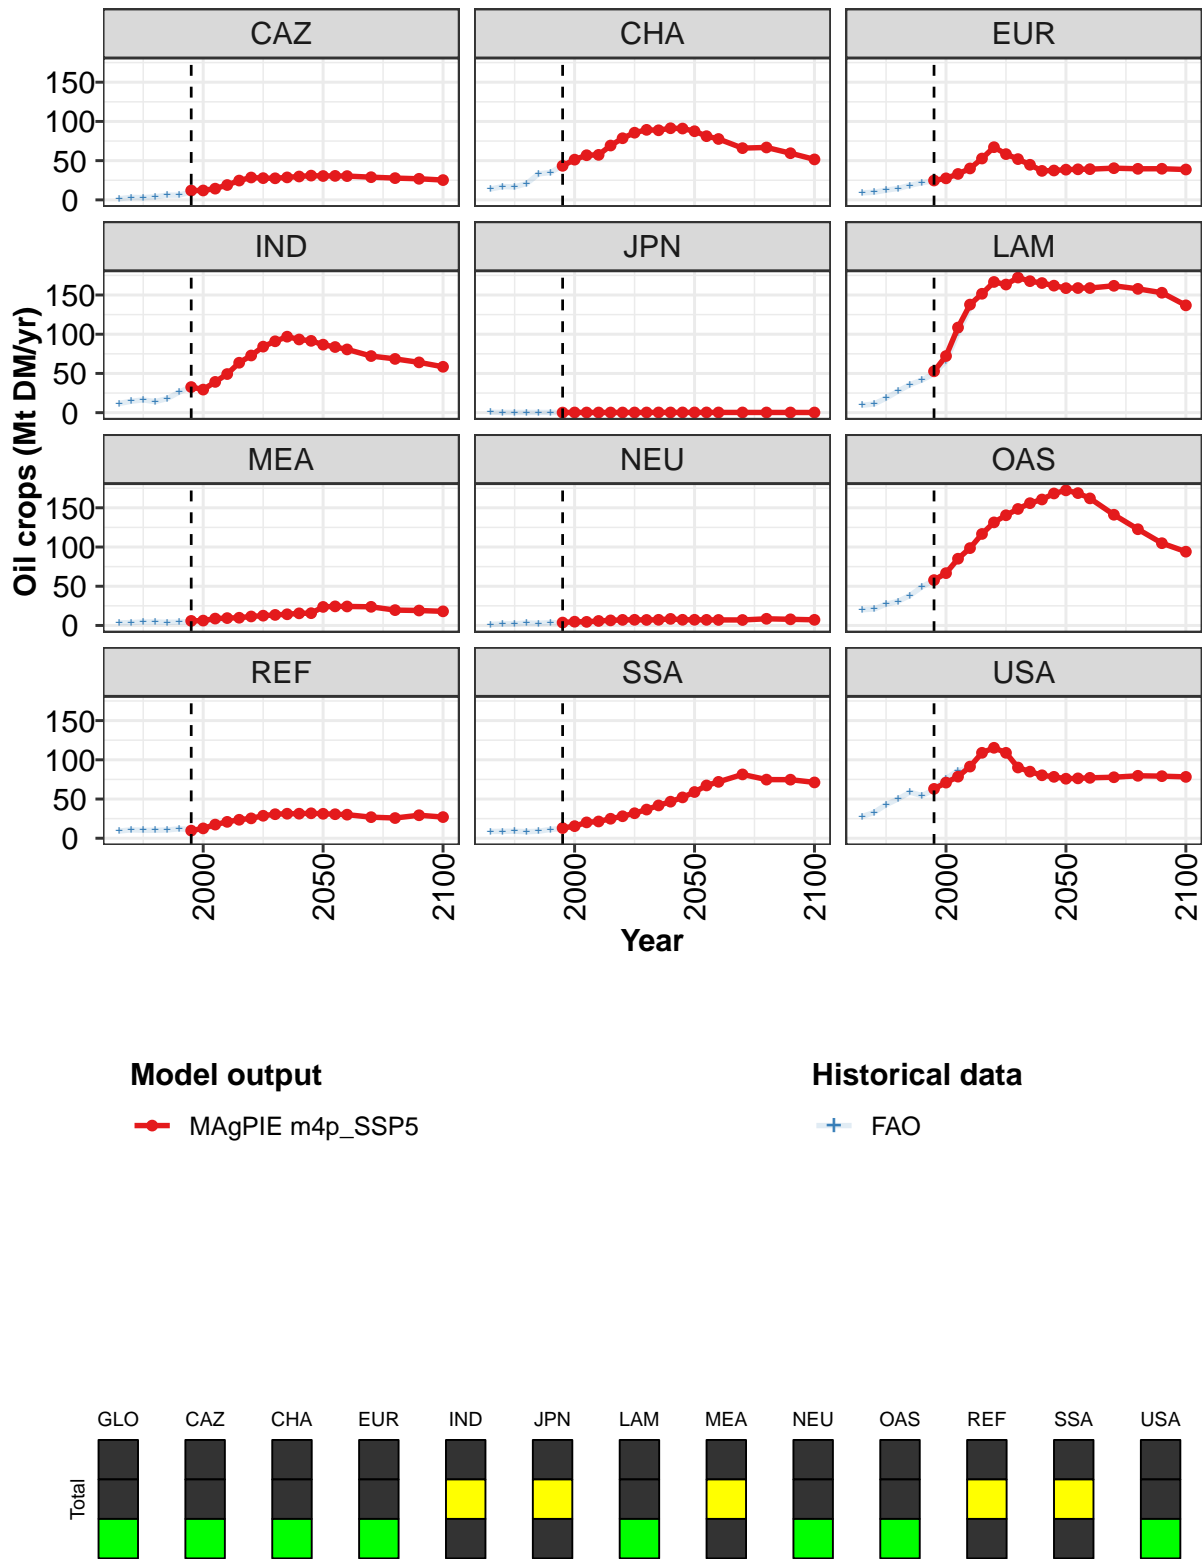 CAZ CHA EUR
150
100
50
0
IND JPN LAM
150
100
50
0
MEA NEU OAS
150
100
50
0
REF SSA USA
150
100
50
0
Oil crops (Mt DM/yr)
2000 2050 2100 2000 2050 2100 2000 2050 2100
Year
Model output Historical data
MAgPIE m4p_SSP5 FAO
GLO CAZ CHA EUR IND JPN LAM MEA NEU OAS REF SSA USA
Total